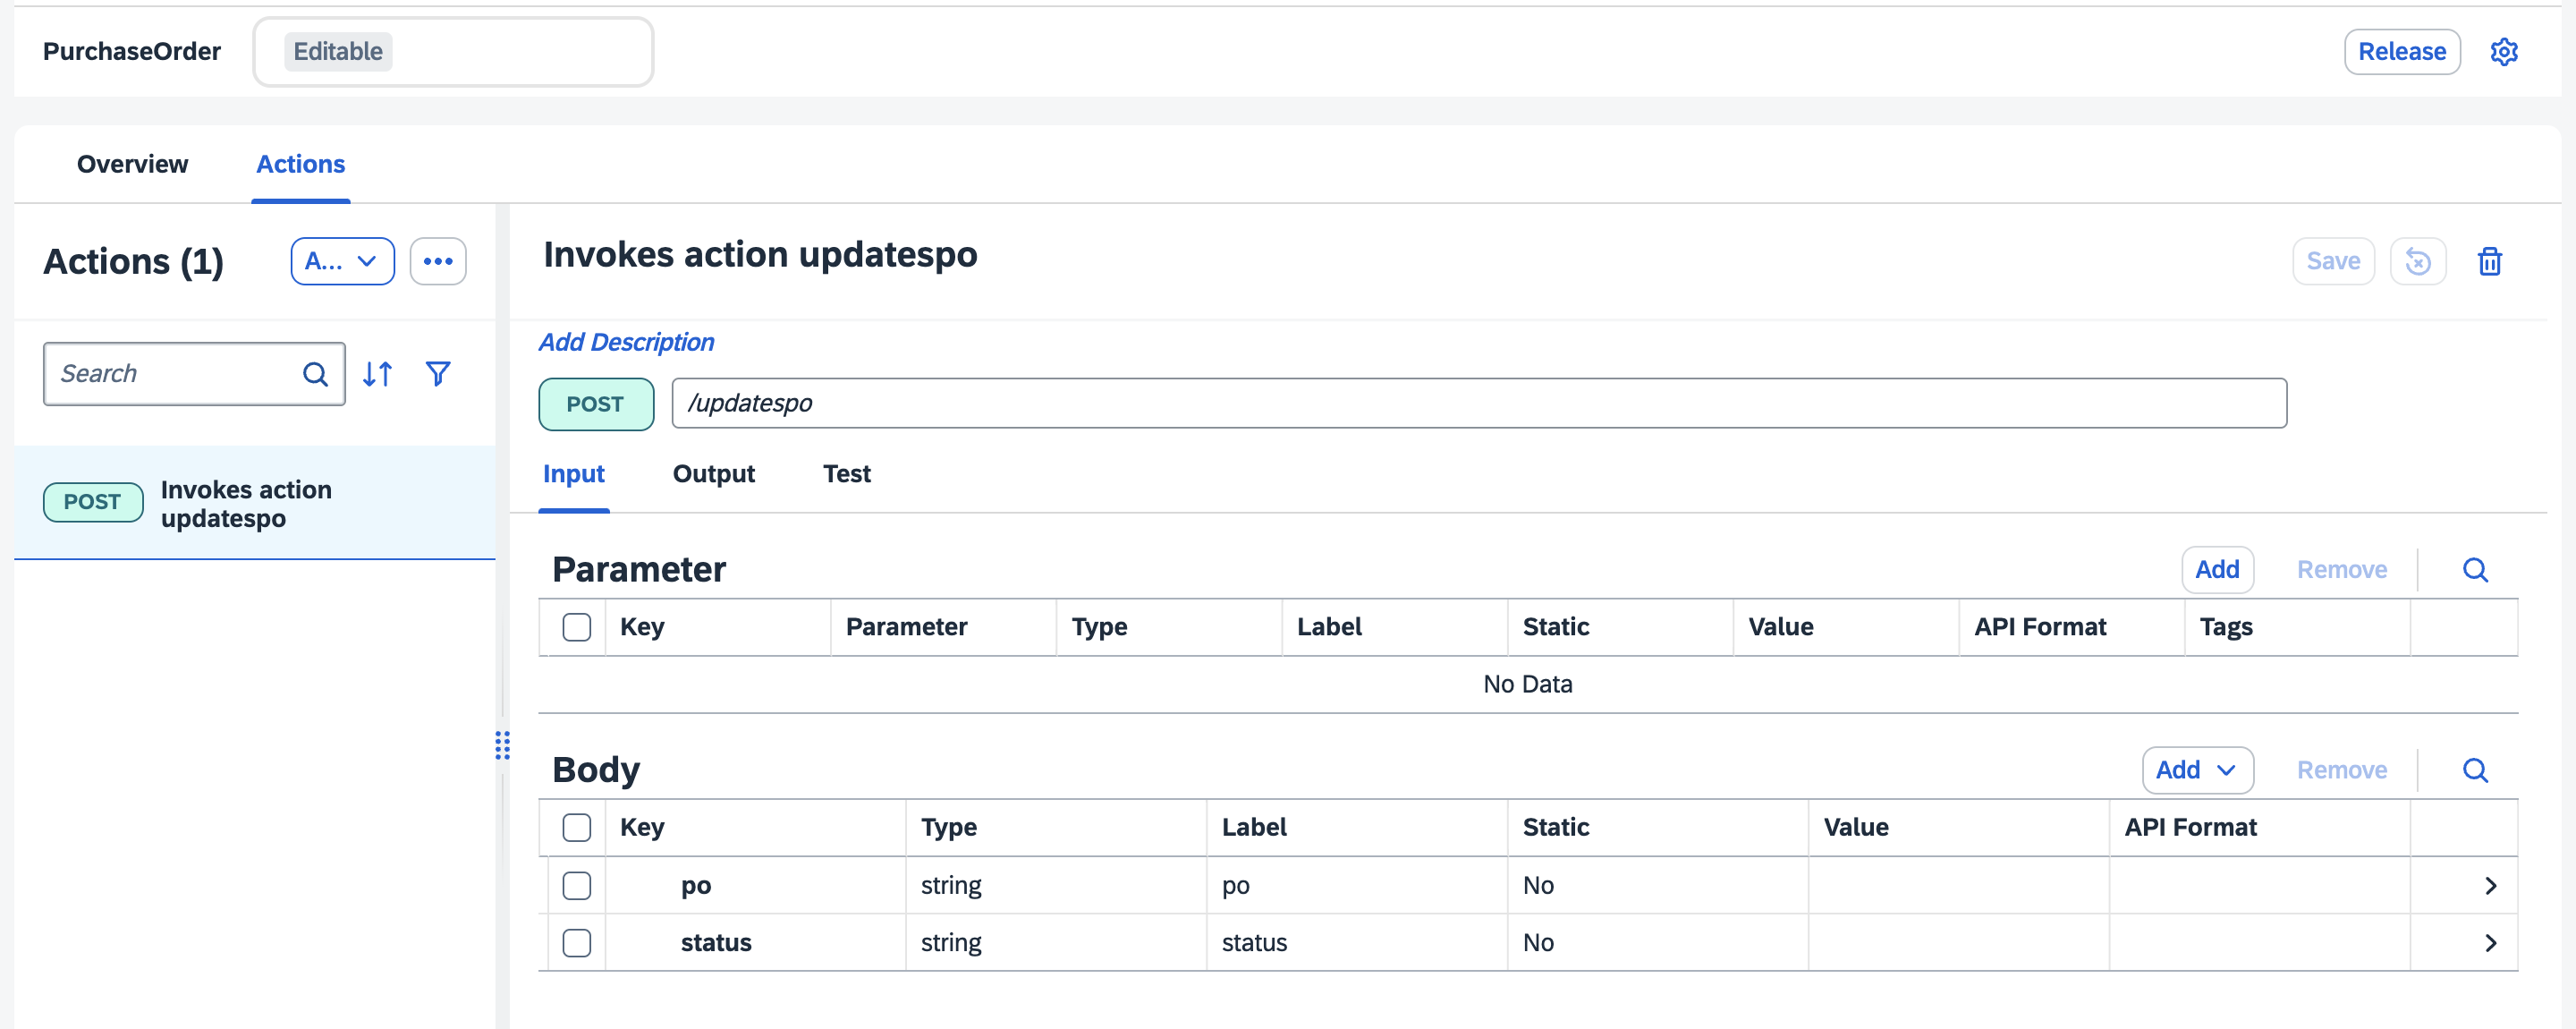 PurchaseOrder Editable Release
Overview Actions
Actions (1) A... Invokes action updatespo Save
Add Description
Search POST /updatespo
Input Output Test
POST Invokes action
updatespo
Parameter Add Remove
Key Parameter Type Label Static Value API Format Tags
No Data
Body Add Remove
Key Type Label Static Value API Format
po string po No
status string status No